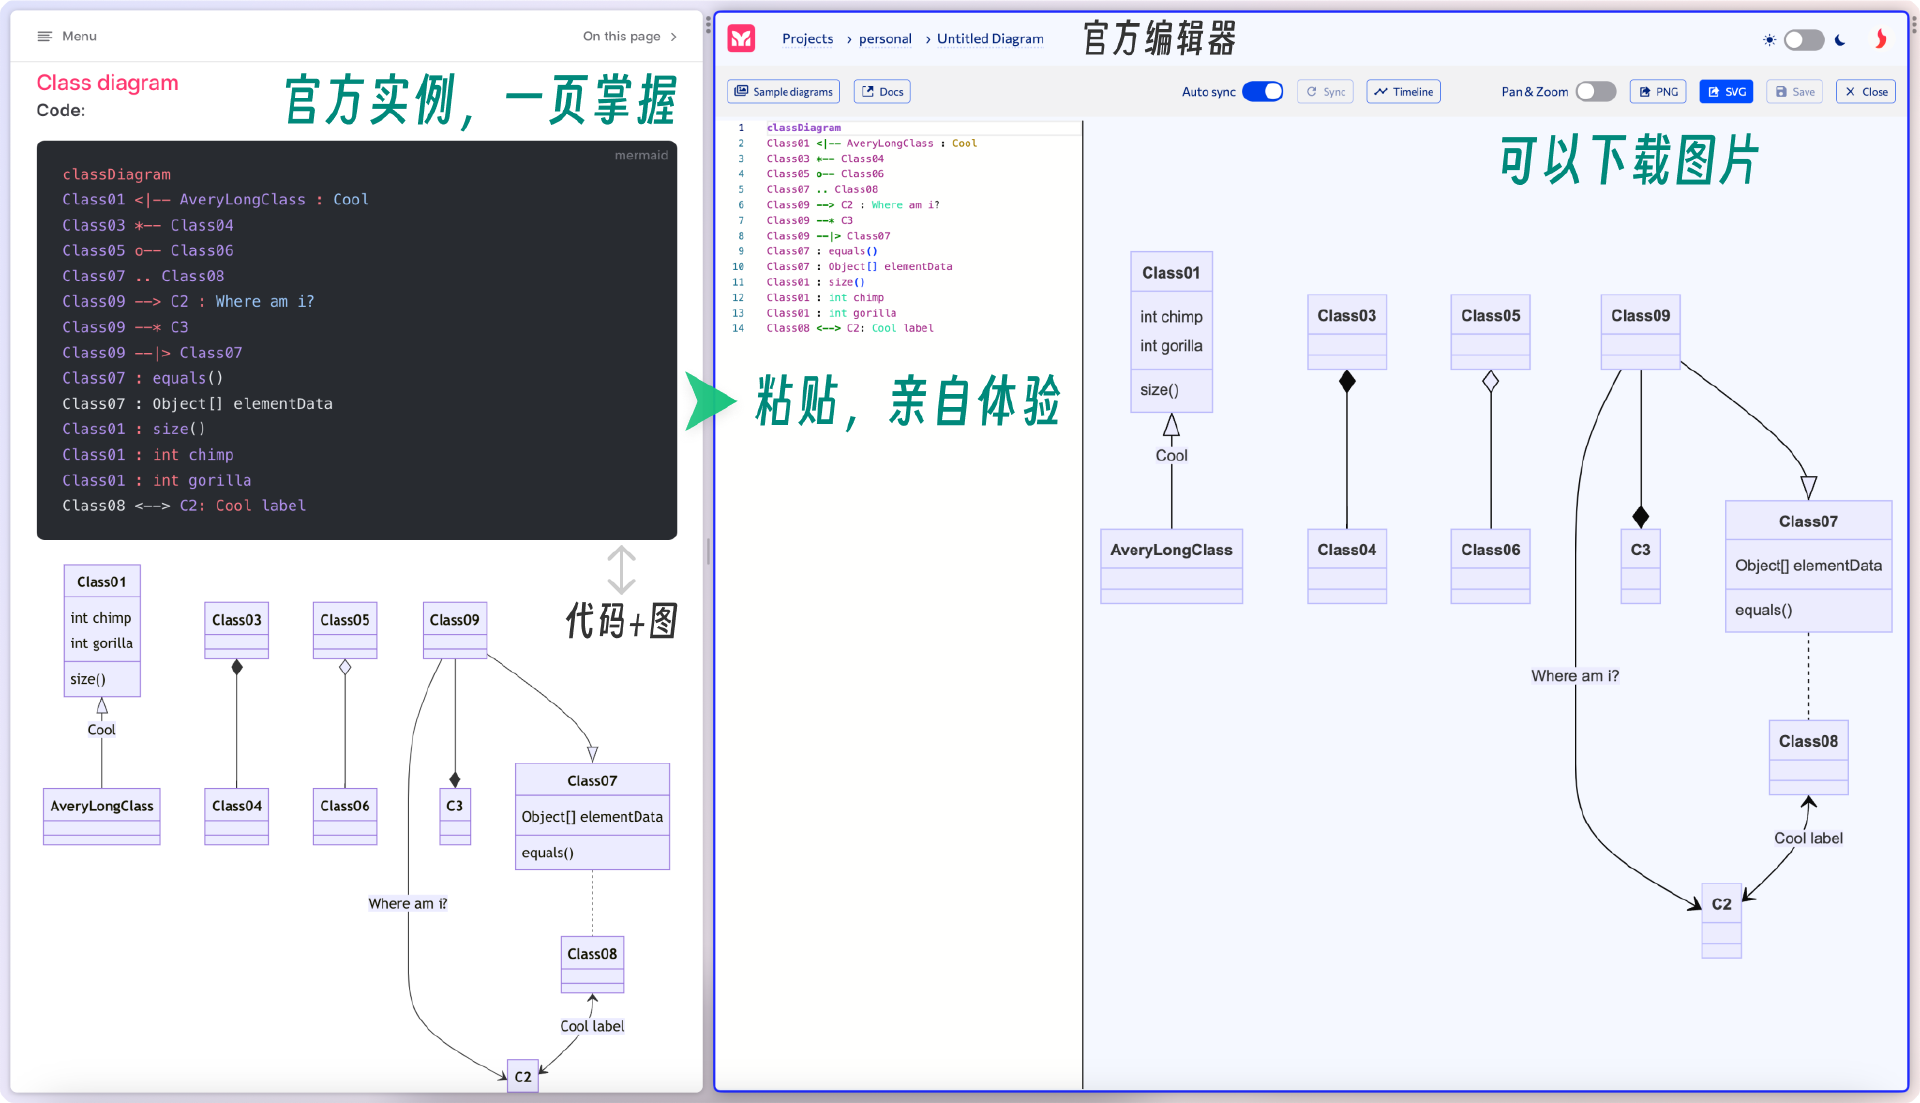 Menu
On this page
Class diagram
官方实例，一页掌握
Code:
mermaid
classDiagram
Class01 <|-- AveryLongClass : Cool
Class03 *-- Class04
Class05 o-- Class06
Class07 .. Class08
Class09 --> C2 : Where am i?
Class09 --* C3
Class09 --|> Class07
Class07 : equals()
Class07 : Object[] elementData
Class01 : size()
Class01 : int chimp
Class01 : int gorilla
Class08 <--> C2: Cool label
代码+图
Class01
int chimp
int gorilla
size()
Cool
AveryLongClass
Class03
Class04
Class05
Class06
Class09
C3
Class07
Object[] elementData
equals()
Where am i?
Class08
Cool label
C2
Projects > personal > Untitled Diagram
官方编辑器
Sample diagrams
Docs
Auto sync
Sync
Timeline
Pan & Zoom
PNG
SVG
Save
Close
1 classDiagram
2 Class01 <|-- AveryLongClass : Cool
3 Class03 *-- Class04
4 Class05 o-- Class06
5 Class07 .. Class08
6 Class09 --> C2 : Where am i?
7 Class09 --* C3
8 Class09 --|> Class07
9 Class07 : equals()
10 Class07 : Object[] elementData
11 Class01 : size()
12 Class01 : int chimp
13 Class01 : int gorilla
14 Class08 <--> C2: Cool label
粘贴，亲自体验
可以下载图片
Class01
int chimp
int gorilla
size()
Cool
AveryLongClass
Class03
Class04
Class05
Class06
Class09
C3
Class07
Object[] elementData
equals()
Where am i?
Class08
Cool label
C2